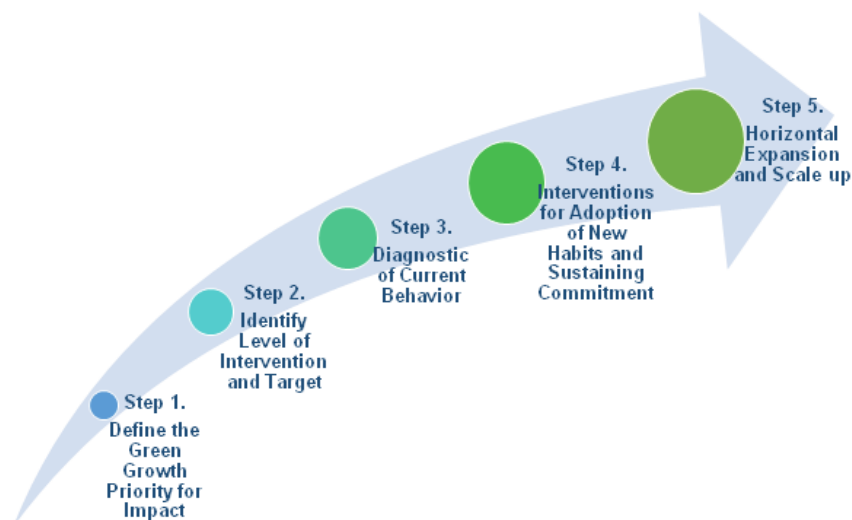 Step 1.
Define the
Green
Growth
Priority for
Impact
Step 2.
Identify
Level of
Intervention
and Target
Step 3.
Diagnostic
of Current
Behavior
Step 4.
Interventions
for Adoption
of New
Habits and
Sustaining
Commitment
Step 5.
Horizontal
Expansion
and Scale up